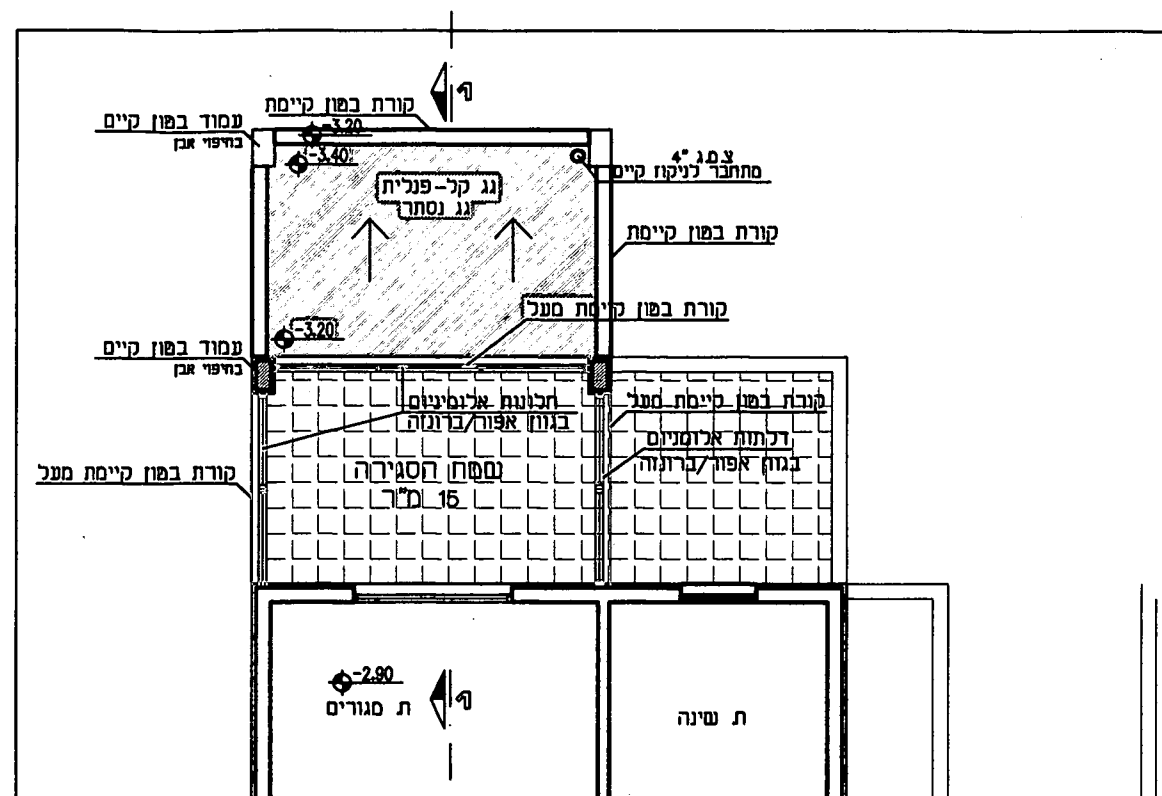 ר
קורת בטון קיימת
עמוד בטון קיים
בחיפוי אבן
-3.20
-3.40
צ.מ.ג 4"
מתחבר לניקוז קיים
גג קל-פנלית
גג נסתר
קורת בטון קיימת
קורת בטון קיימת מעל
-3.20
עמוד בטון קיים
בחיפוי אבן
חלונות אלומיניום
בגוון אפור/ברונזה
קורת בטון קיימת מעל
דלתות אלומניום
בגוון אפור/ברונזה
שטח הסגירה
15 מ"ר
קורת בטון קיימת מעל
-2.90
ר
ח מגורים
ח שינה